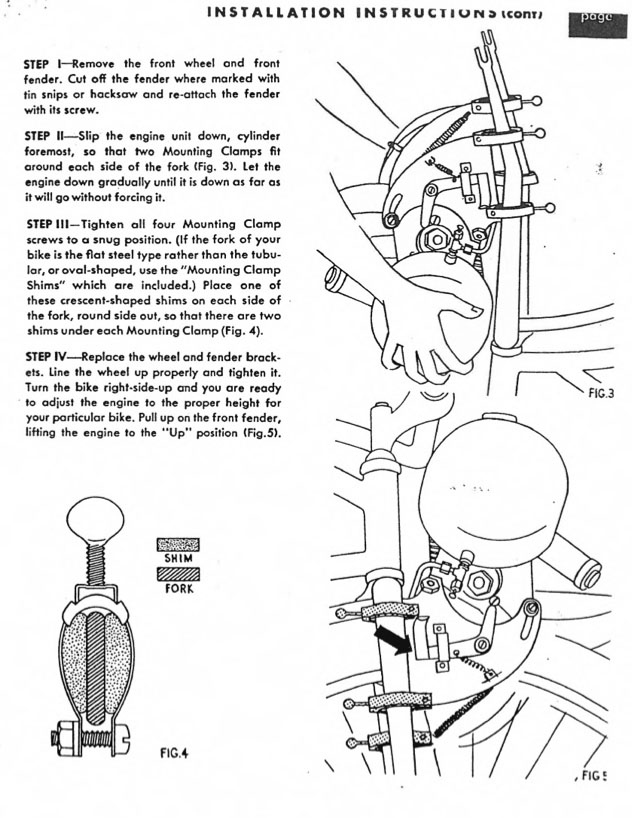 INSTALLATION INSTRUCTIONS (CONT)
page
STEP I—Remove the front wheel and front
fender. Cut off the fender where marked with
tin snips or hacksaw and re-attach the fender
with its screw.
STEP II—Slip the engine unit down, cylinder
foremost, so that two Mounting Clamps fit
around each side of the fork (Fig. 3). Let the
engine down gradually until it is down as far as
it will go without forcing it.
STEP III—Tighten all four Mounting Clamp
screws to a snug position. (If the fork of your
bike is the flat steel type rather than the tubu-
lar, or oval-shaped, use the "Mounting Clamp
Shims" which are included.) Place one of
these crescent-shaped shims on each side of
the fork, round side out, so that there are two
shims under each Mounting Clamp (Fig. 4).
STEP IV—Replace the wheel and fender brack-
ets. Line the wheel up properly and tighten it.
Turn the bike right-side-up and you are ready
to adjust the engine to the proper height for
your particular bike. Pull up on the front fender,
lifting the engine to the "Up" position (Fig.5).
FIG.3
SHIM
FORK
FIG.4
FIG 5